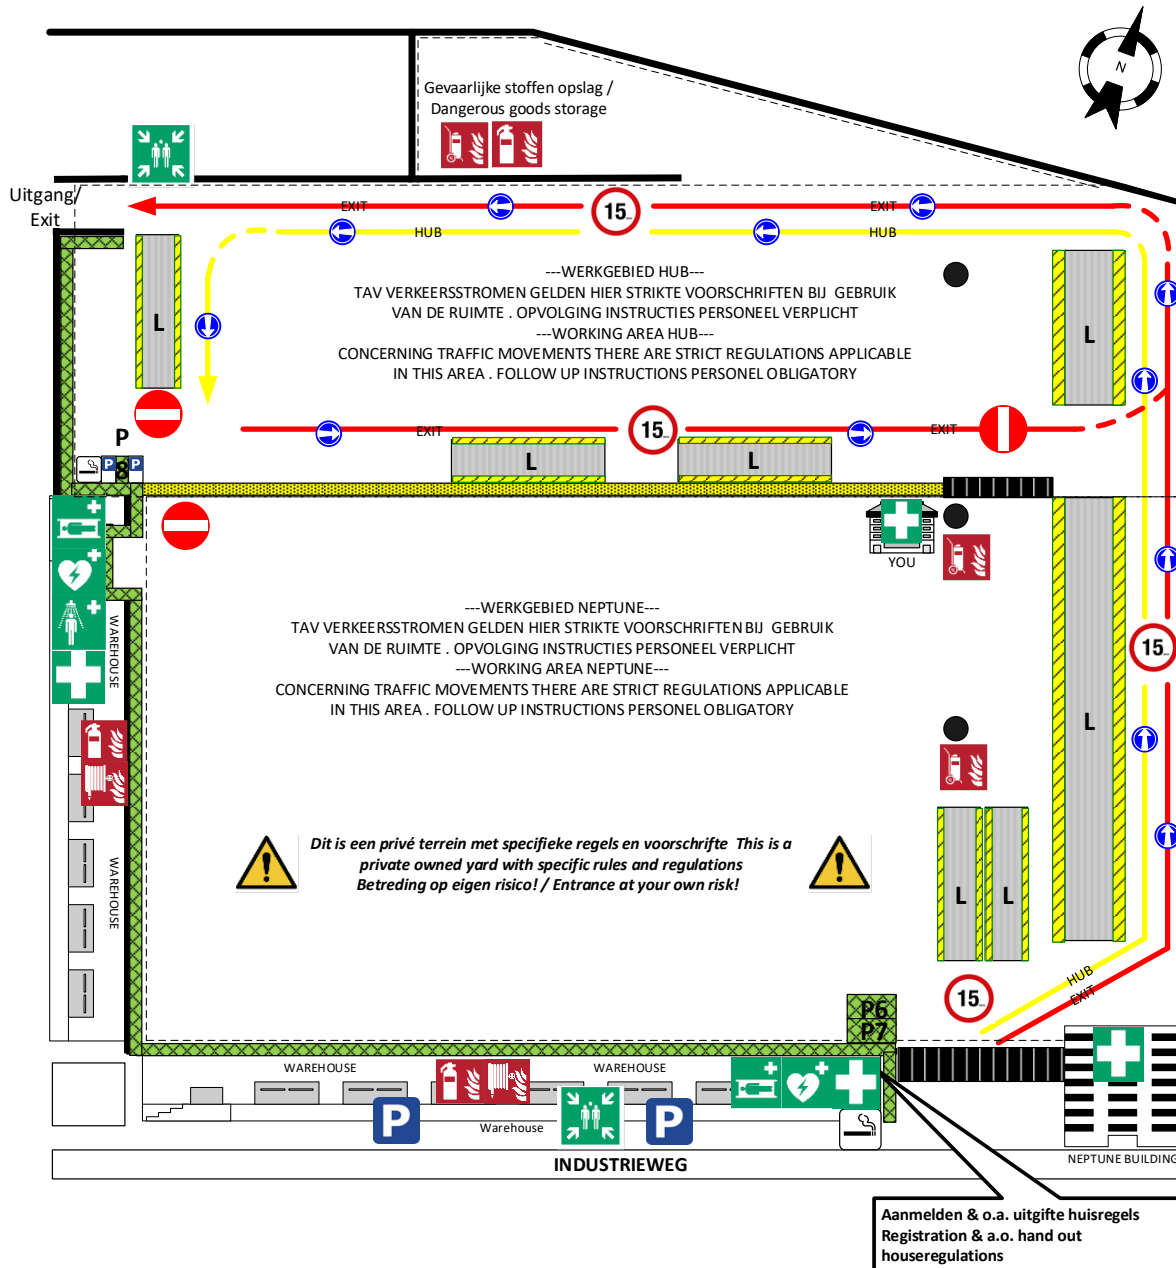 N
Gevaarlijke stoffen opslag /
Dangerous goods storage
Uitgang/
Exit
EXIT
15
EXIT
HUB
HUB
---WERKGEBIED HUB---
TAV VERKEERSSTROMEN GELDEN HIER STRIKTE VOORSCHRIFTEN BIJ GEBRUIK
VAN DE RUIMTE . OPVOLGING INSTRUCTIES PERSONEEL VERPLICHT
---WORKING AREA HUB---
CONCERNING TRAFFIC MOVEMENTS THERE ARE STRICT REGULATIONS APPLICABLE
IN THIS AREA . FOLLOW UP INSTRUCTIONS PERSONEL OBLIGATORY
L
L
P
EXIT
15
EXIT
L
L
P
8
P
YOU
WAREHOUSE
---WERKGEBIED NEPTUNE---
TAV VERKEERSSTROMEN GELDEN HIER STRIKTE VOORSCHRIFTEN BIJ GEBRUIK
VAN DE RUIMTE . OPVOLGING INSTRUCTIES PERSONEEL VERPLICHT
---WORKING AREA NEPTUNE---
CONCERNING TRAFFIC MOVEMENTS THERE ARE STRICT REGULATIONS APPLICABLE
IN THIS AREA . FOLLOW UP INSTRUCTIONS PERSONEL OBLIGATORY
15
L
WAREHOUSE
Dit is een privé terrein met specifieke regels en voorschrifte This is a
private owned yard with specific rules and regulations
Betreding op eigen risico! / Entrance at your own risk!
L
L
HUB
EXIT
15
P6
P7
WAREHOUSE
WAREHOUSE
P
Warehouse
P
INDUSTRIEWEG
NEPTUNE BUILDING
Aanmelden & o.a. uitgifte huisregels
Registration & a.o. hand out
houseregulations